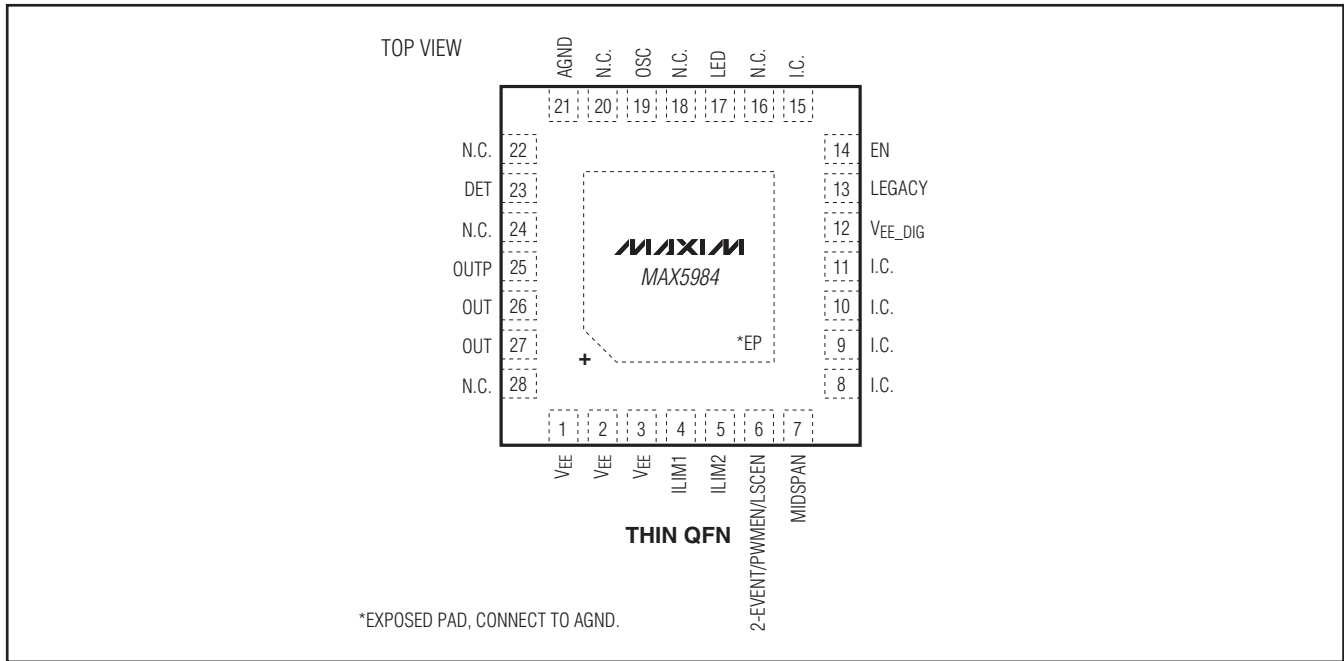 TOP VIEW
AGND
N.C.
OSC
N.C.
LED
N.C.
I.C.
21 20 19 18 17 16 15
N.C. 22
DET 23
N.C. 24
OUTP 25
OUT 26
OUT 27
N.C. 28
14 EN
13 LEGACY
12 VEE_DIG
11 I.C.
10 I.C.
9 I.C.
8 I.C.
MAXIM
MAX5984
*EP
+
1 2 3 4 5 6 7
VEE
VEE
VEE
ILIM1
ILIM2
2-EVENT/PWMEN/LSCEN
MIDSPAN
THIN QFN
*EXPOSED PAD, CONNECT TO AGND.